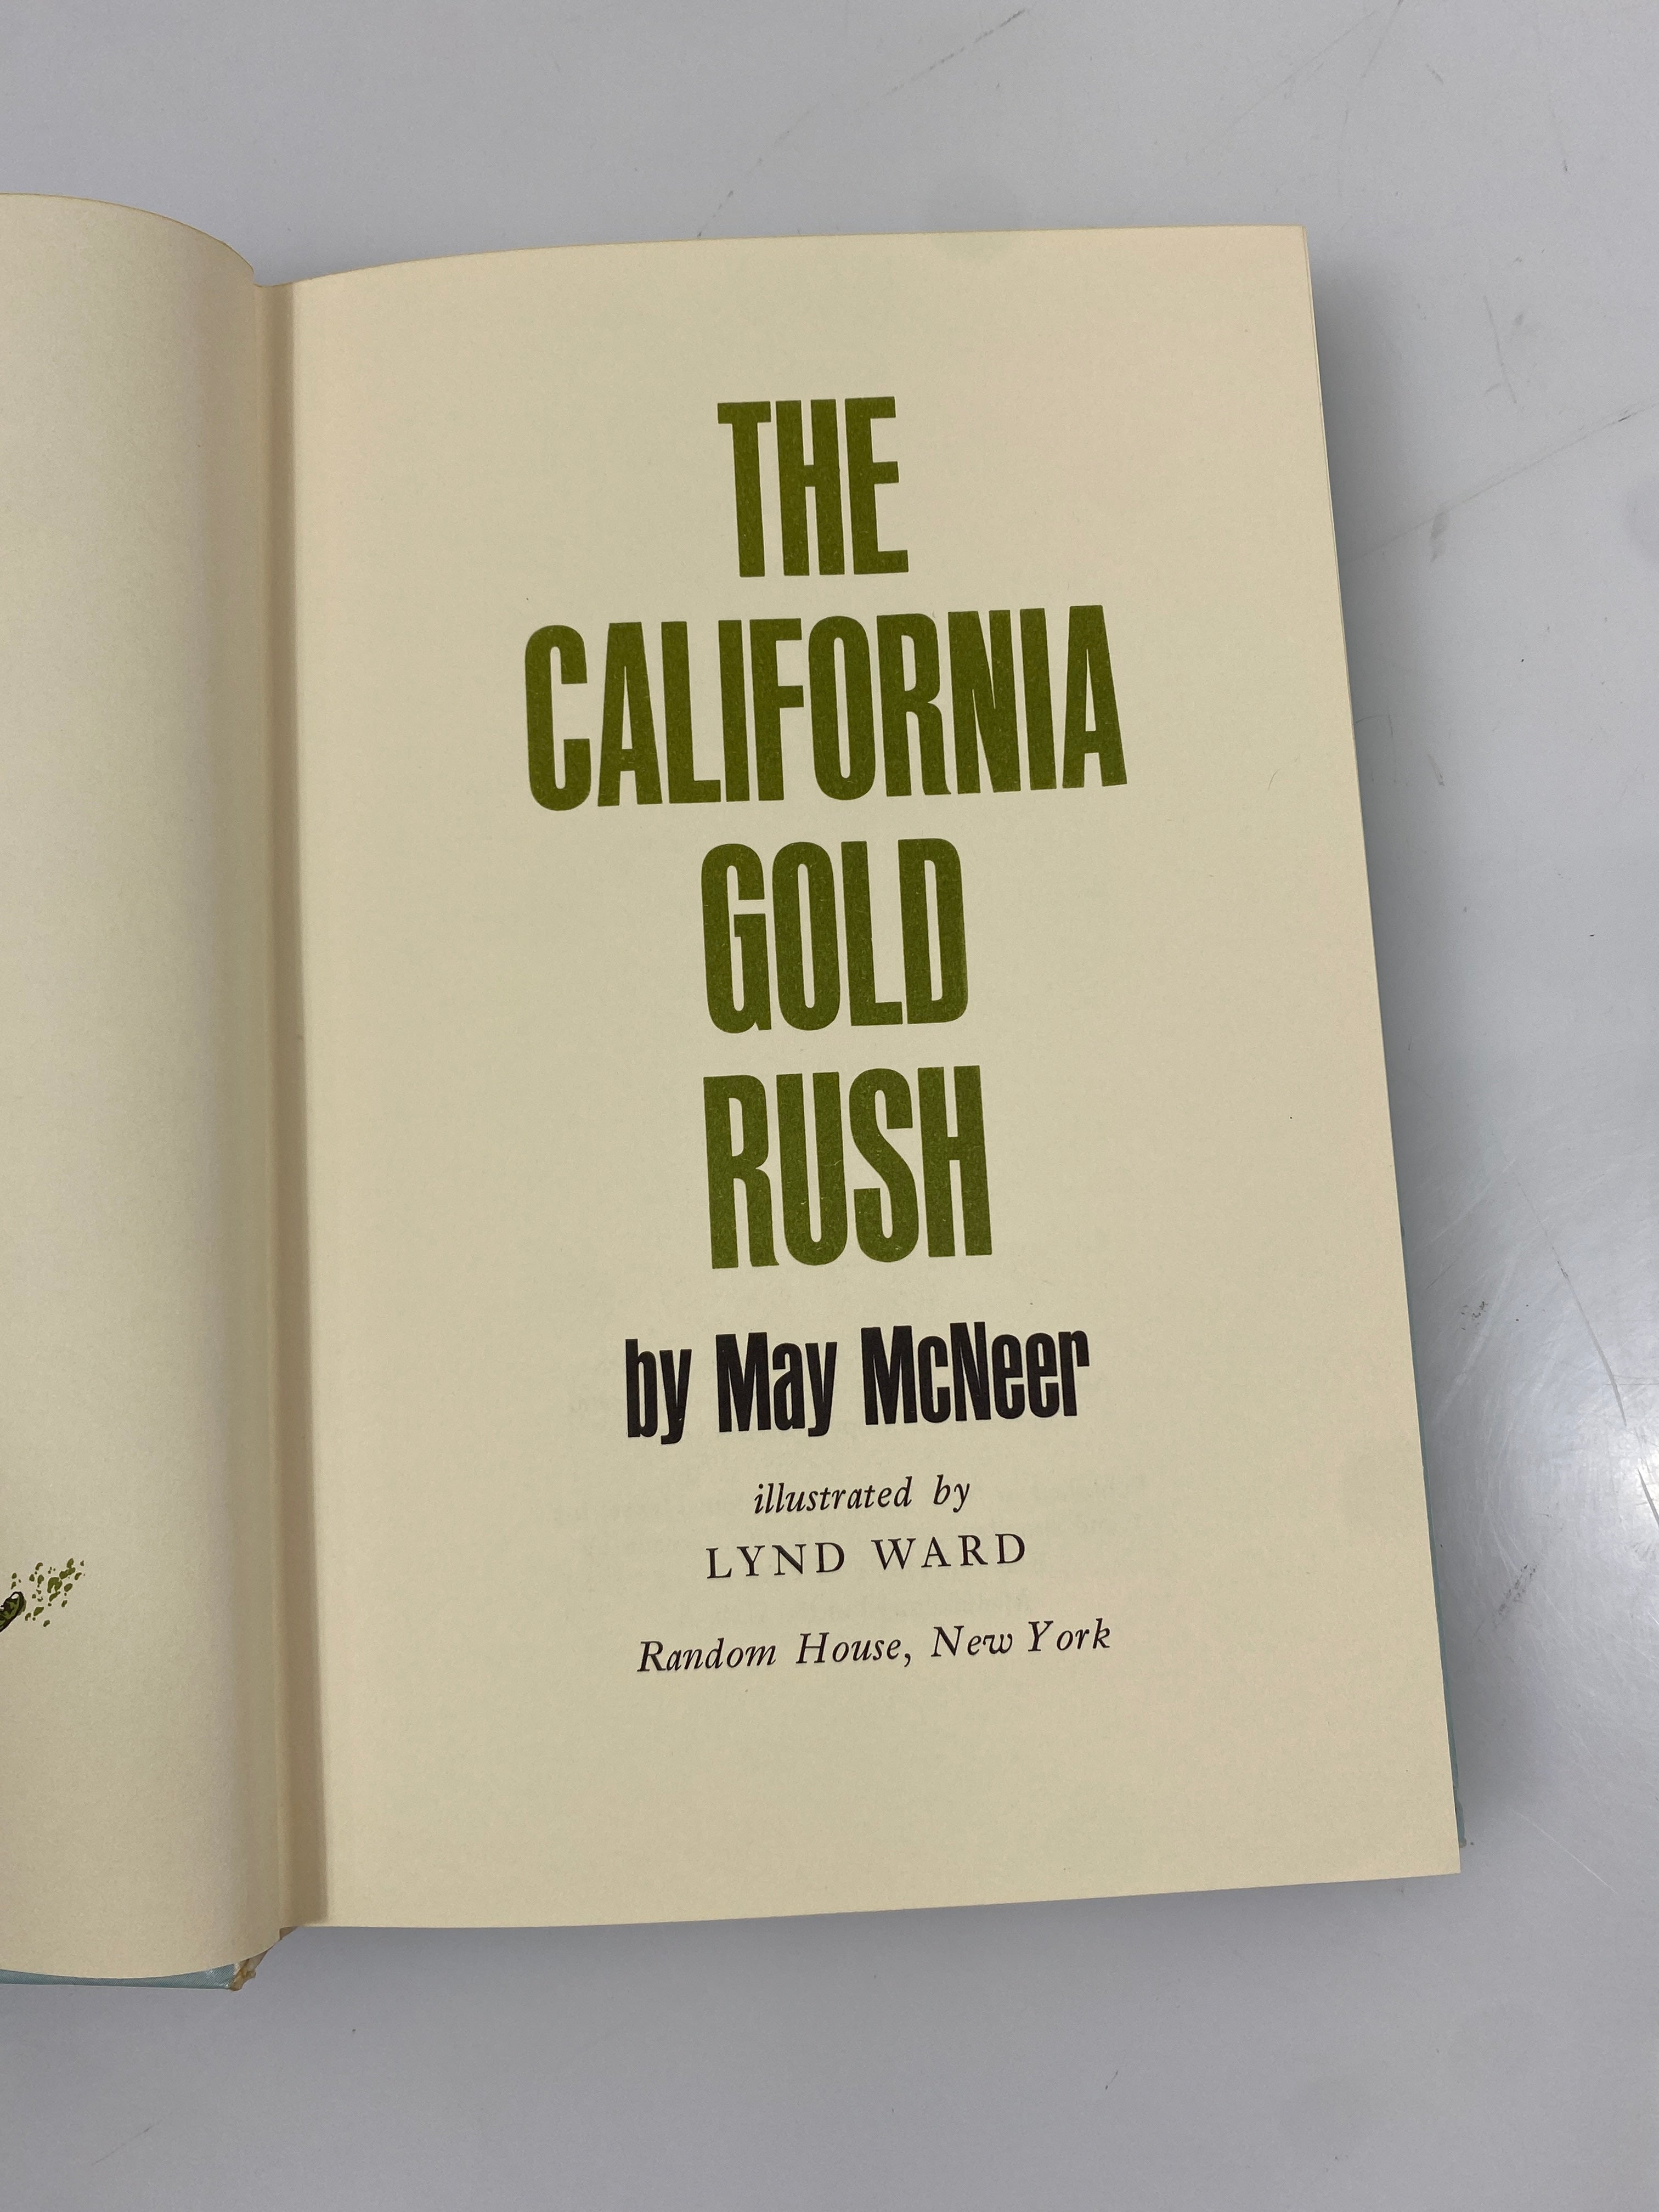 THE
CALIFORNIA
GOLD
RUSH
by May McNeer
illustrated by
LYND WARD
Random House, New York